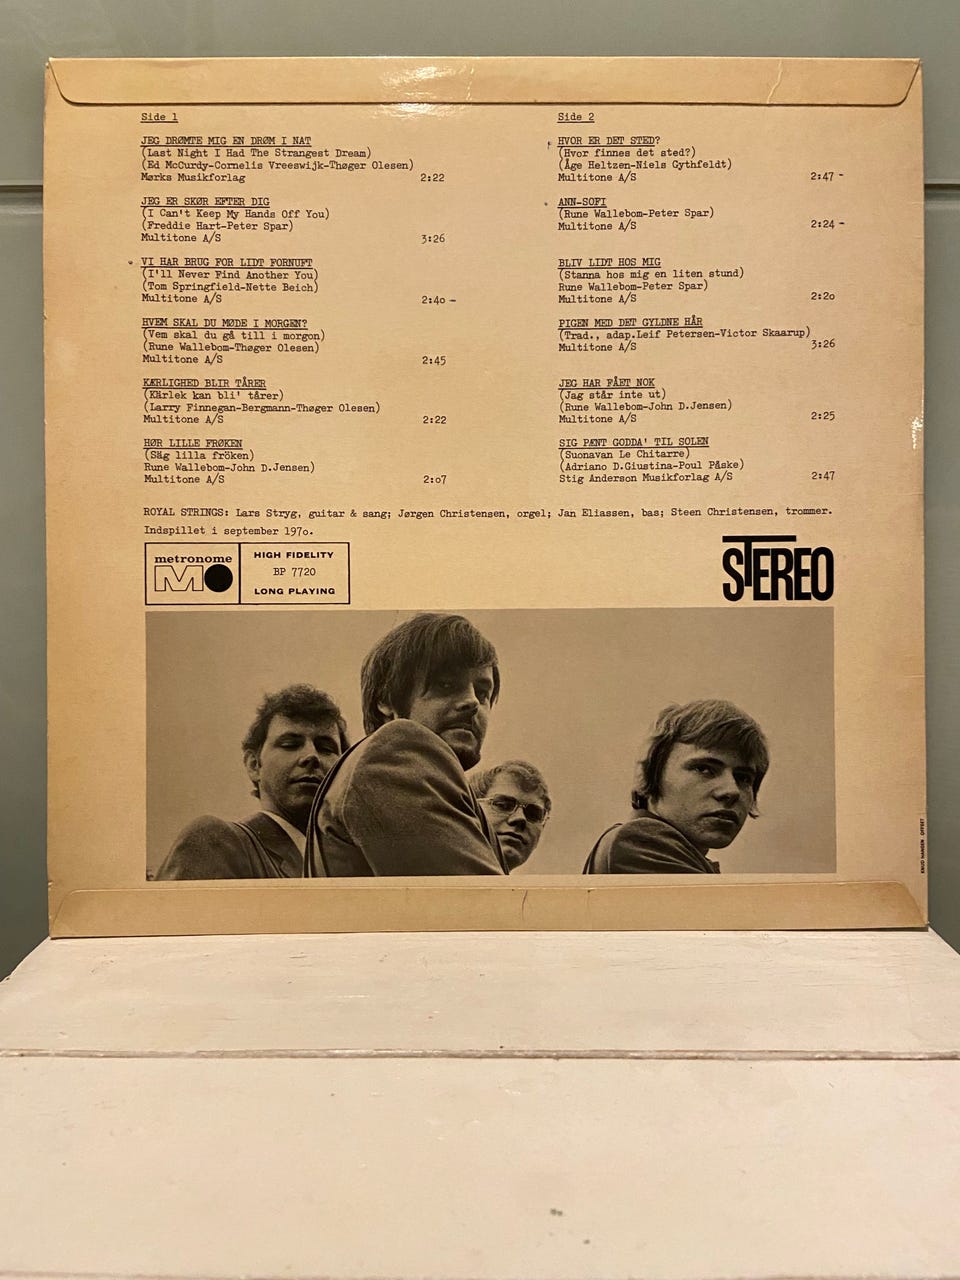 Side 1
JEG DRØMTE MIG EN DRØM I NAT
(Last Night I Had The Strangest Dream)
(Ed McCurdy-Cornelis Vreeswijk-Thøger Olesen)
Mørks Musikforlag 2:22
JEG ER SKØR EFTER DIG
(I Can't Keep My Hands Off You)
(Freddie Hart-Peter Spar)
Multitone A/S 3:26
VI HAR BRUG FOR LIDT FORNUFT
(I'll Never Find Another You)
(Tom Springfield-Nette Beich)
Multitone A/S 2:40 -
HVEM SKAL DU MØDE I MORGEN?
(Vem skal du gå till i morgon)
(Rune Wallebom-Thøger Olesen)
Multitone A/S 2:45
KÆRLIGHED BLIR TÅRER
(Kärlek kan bli' tårer)
(Larry Finnegan-Bergmann-Thøger Olesen)
Multitone A/S 2:22
HØR LILLE FRØKEN
(Säg lilla fröken)
Rune Wallebom-John D.Jensen)
Multitone A/S 2:07
Side 2
HVOR ER DET STED?
(Hvor finnes det sted?)
(Åge Heltzen-Niels Gythfeldt)
Multitone A/S 2:47 -
ANN-SOFI
(Rune Wallebom-Peter Spar)
Multitone A/S 2:24 -
BLIV LIDT HOS MIG
(Stanna hos mig en liten stund)
Rune Wallebom-Peter Spar)
Multitone A/S 2:20
PIGEN MED DET GYLDNE HÅR
(Trad., adap.Leif Petersen-Victor Skaarup)
Multitone A/S 3:26
JEG HAR FÅET NOK
(Jag står inte ut)
(Rune Wallebom-John D.Jensen)
Multitone A/S 2:25
SIG PÆNT GODDA' TIL SOLEN
(Suonavan Le Chitarre)
(Adriano D.Giustina-Poul Påske)
Stig Anderson Musikforlag A/S 2:47
ROYAL STRINGS: Lars Stryg, guitar & sang; Jørgen Christensen, orgel; Jan Eliassen, bas; Steen Christensen, trommer.
Indspillet i september 1970.
metronome
HIGH FIDELITY
BP 7720
LONG PLAYING
STEREO
KNUD HANSEN OFFSET